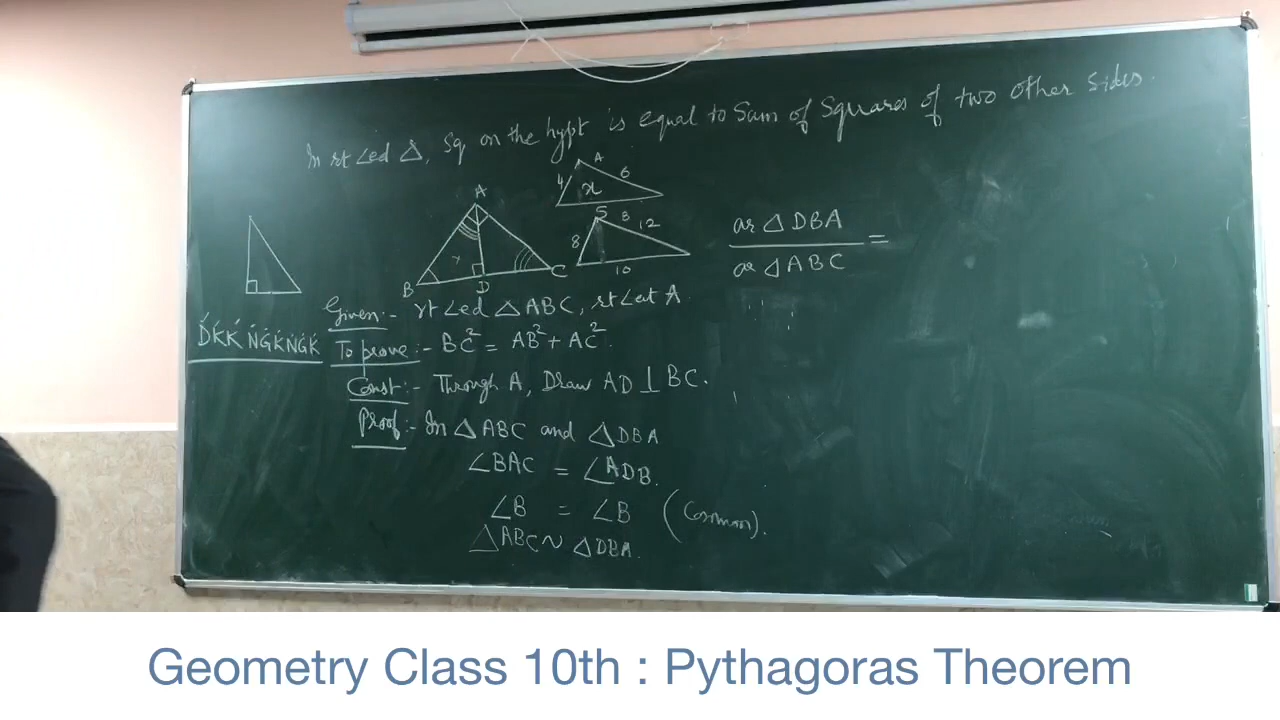 In rt ∠ed △, Sq on the hypt is equal to Sum of Squares of two other sides.
A
B
D
C
x
A
4
6
x
S
8
8
12
10
ar △DBA
=
ar △ABC
Given:- rt ∠ed △ABC, rt∠at A.
D́ḰḰ ŃǴḰŃǴḰ
To prove:- BC² = AB² + AC².
Const:- Through A, Draw AD ⊥ BC.
Proof:- In △ABC and △DBA
∠BAC = ∠ADB.
∠B = ∠B (Common).
△ABC ~ △DBA.
Geometry Class 10th : Pythagoras Theorem